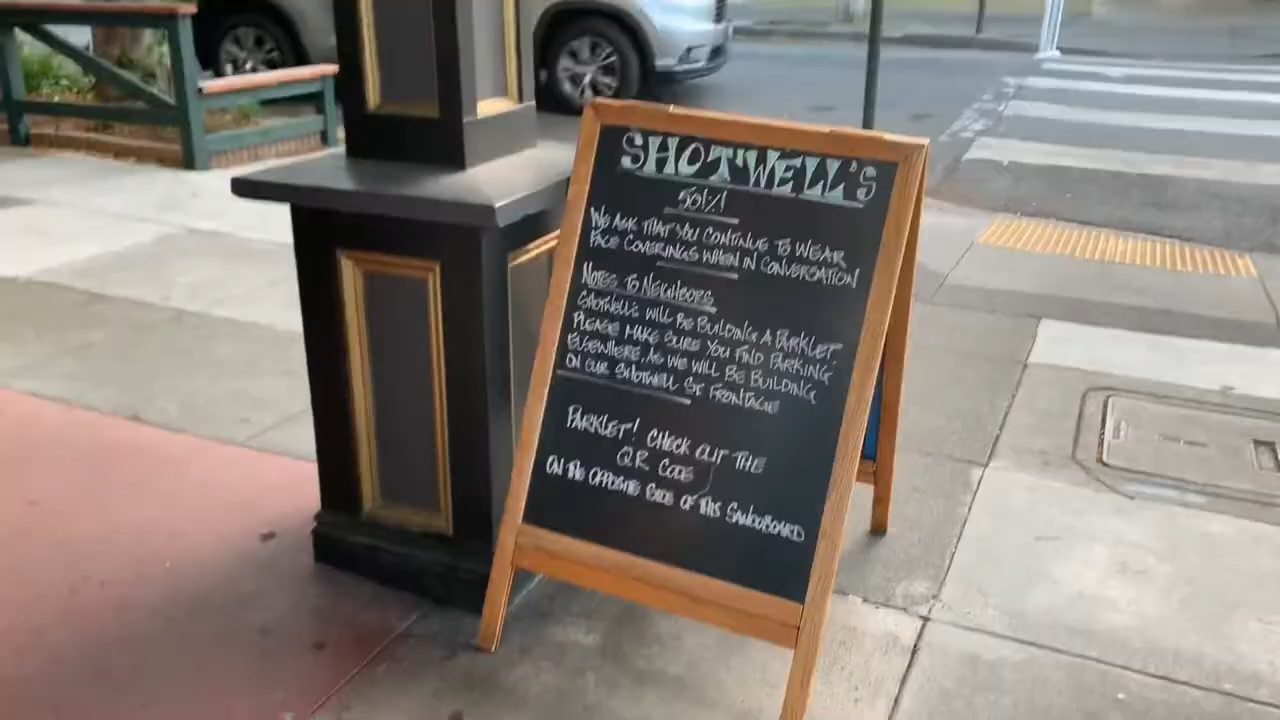 SHOTWELL'S
501%!
WE ASK THAT YOU CONTINUE TO WEAR
FACE COVERINGS WHEN IN CONVERSATION
NOTES TO NEIGHBORS
SHOTWELL'S WILL BE BUILDING A PARKLET.
PLEASE MAKE SURE YOU FIND PARKING
ELSEWHERE, AS WE WILL BE BUILDING
ON OUR SHOTWELL ST FRONTAGE
PARKLET! CHECK OUT THE
QR CODE
ON THE OPPOSITE SIDE OF THIS SANDBOARD